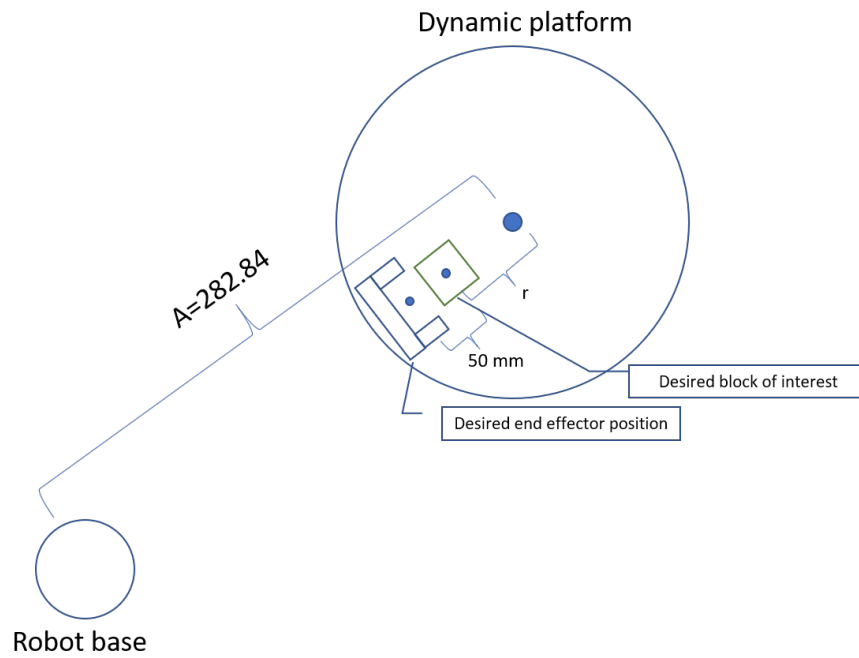 Dynamic platform
A=282.84
r
50 mm
Desired block of interest
Desired end effector position
Robot base